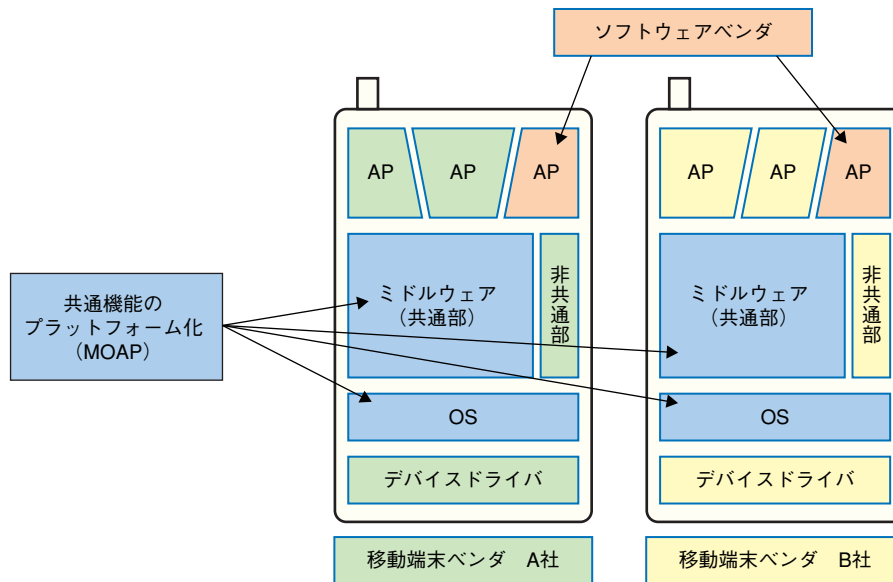 ソフトウェアベンダ
AP
AP
AP
AP
AP
AP
共通機能の
プラットフォーム化
（MOAP）
ミドルウェア
（共通部）
非共通部
ミドルウェア
（共通部）
非共通部
OS
OS
デバイスドライバ
デバイスドライバ
移動端末ベンダ　A社
移動端末ベンダ　B社